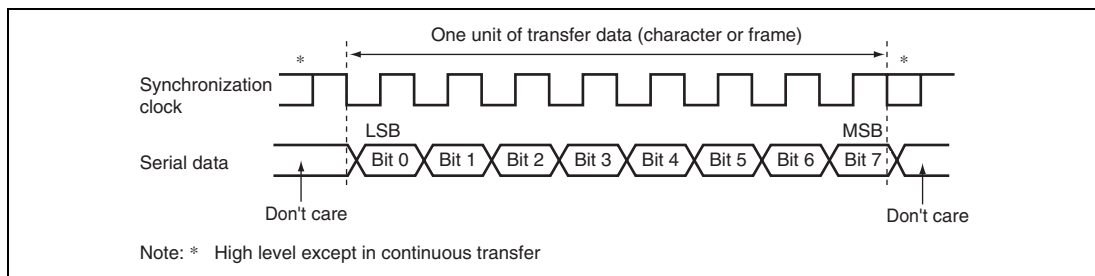 One unit of transfer data (character or frame)
* *
Synchronization
clock
LSB MSB
Serial data Bit 0 Bit 1 Bit 2 Bit 3 Bit 4 Bit 5 Bit 6 Bit 7
Don't care Don't care
Note: * High level except in continuous transfer